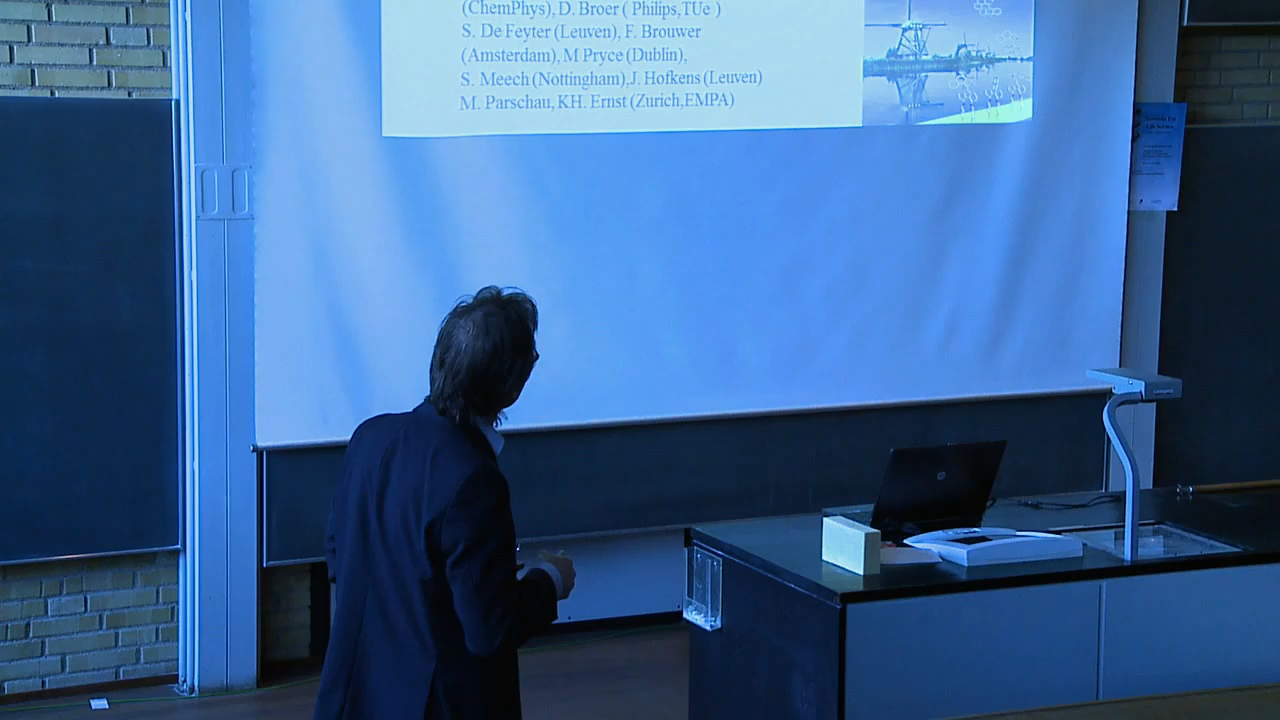 (ChemPhys), D. Broer ( Philips,TUe )
S. De Feyter (Leuven), F. Brouwer
(Amsterdam), M Pryce (Dublin),
S. Meech (Nottingham),J. Hofkens (Leuven)
M. Parschau, KH. Ernst (Zurich,EMPA)
hp